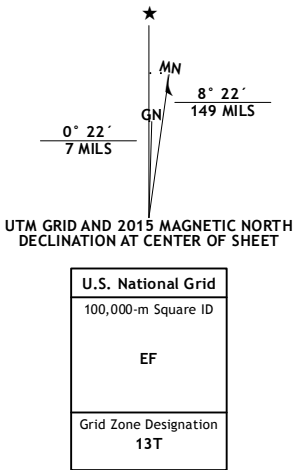 ★
MN
GN
8° 22´
149 MILS
0° 22´
7 MILS
UTM GRID AND 2015 MAGNETIC NORTH
DECLINATION AT CENTER OF SHEET
U.S. National Grid
100,000-m Square ID
EF
Grid Zone Designation
13T